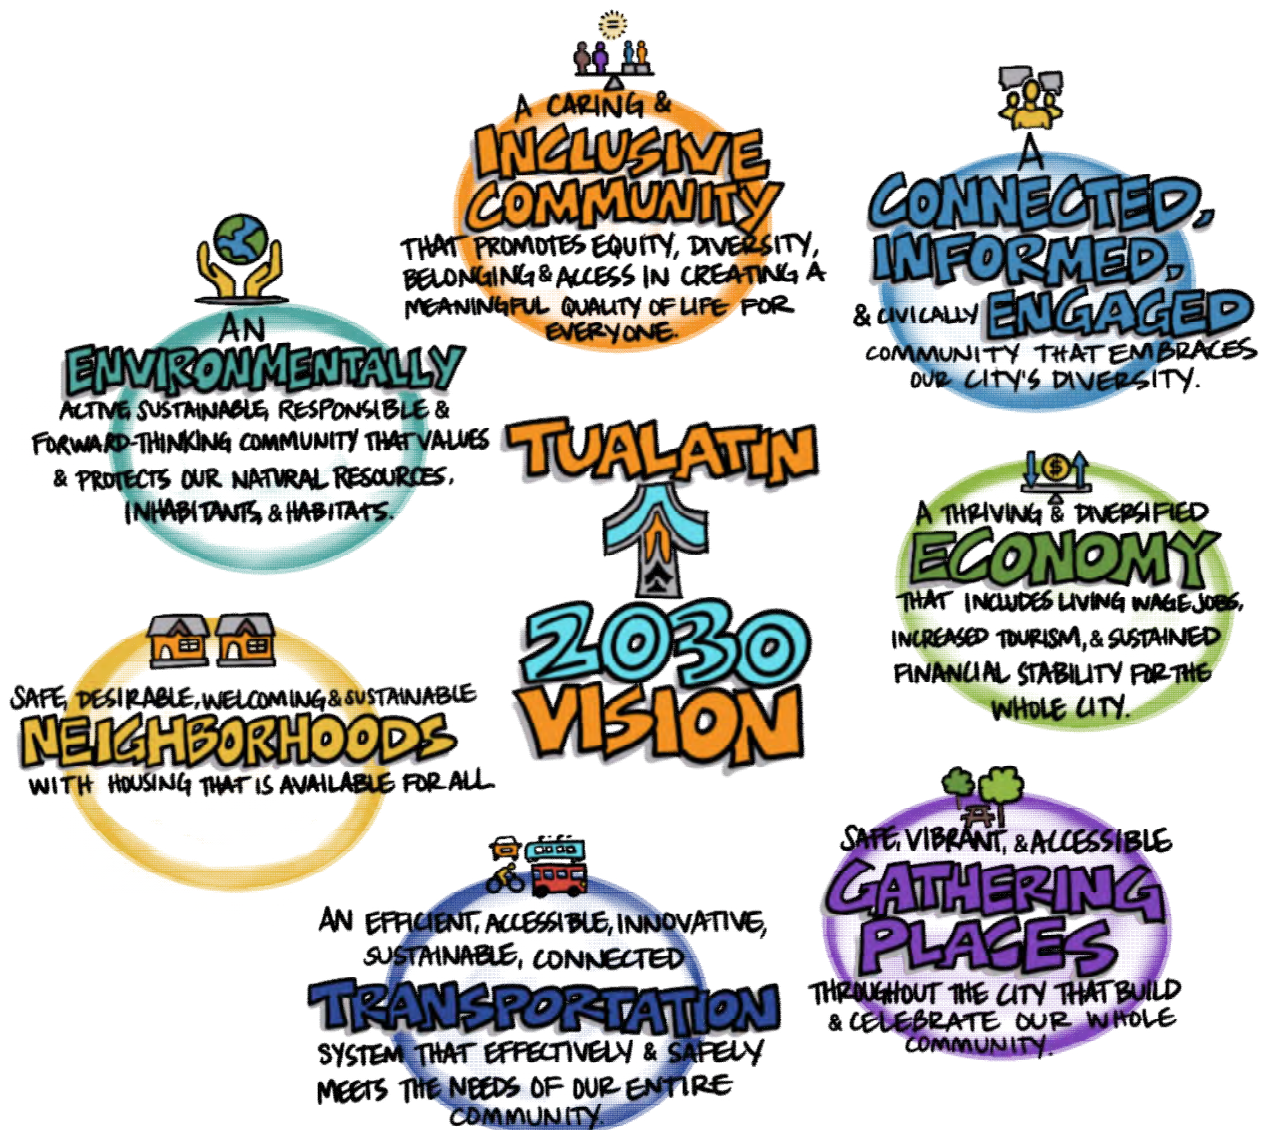 =
A CARING &
INCLUSIVE
COMMUNITY
THAT PROMOTES EQUITY, DIVERSITY,
BELONGING & ACCESS IN CREATING A
MEANINGFUL QUALITY OF LIFE FOR
EVERYONE.
A
CONNECTED,
INFORMED,
& CIVICALLY ENGAGED
COMMUNITY THAT EMBRACES
OUR CITY'S DIVERSITY.
AN
ENVIRONMENTALLY
ACTIVE, SUSTAINABLE, RESPONSIBLE &
FORWARD-THINKING COMMUNITY THAT VALUES
& PROTECTS OUR NATURAL RESOURCES,
INHABITANTS, & HABITATS.
TUALATIN
2030
VISION
$
A THRIVING & DIVERSIFIED
ECONOMY
THAT INCLUDES LIVING WAGE JOBS,
INCREASED TOURISM, & SUSTAINED
FINANCIAL STABILITY FOR THE
WHOLE CITY.
SAFE, DESIRABLE, WELCOMING & SUSTAINABLE
NEIGHBORHOODS
WITH HOUSING THAT IS AVAILABLE FOR ALL.
SAFE, VIBRANT, & ACCESSIBLE
GATHERING
PLACES
THROUGHOUT THE CITY THAT BUILD
& CELEBRATE OUR WHOLE
COMMUNITY.
AN EFFICIENT, ACCESSIBLE, INNOVATIVE,
SUSTAINABLE, CONNECTED
TRANSPORTATION
SYSTEM THAT EFFECTIVELY & SAFELY
MEETS THE NEEDS OF OUR ENTIRE
COMMUNITY.